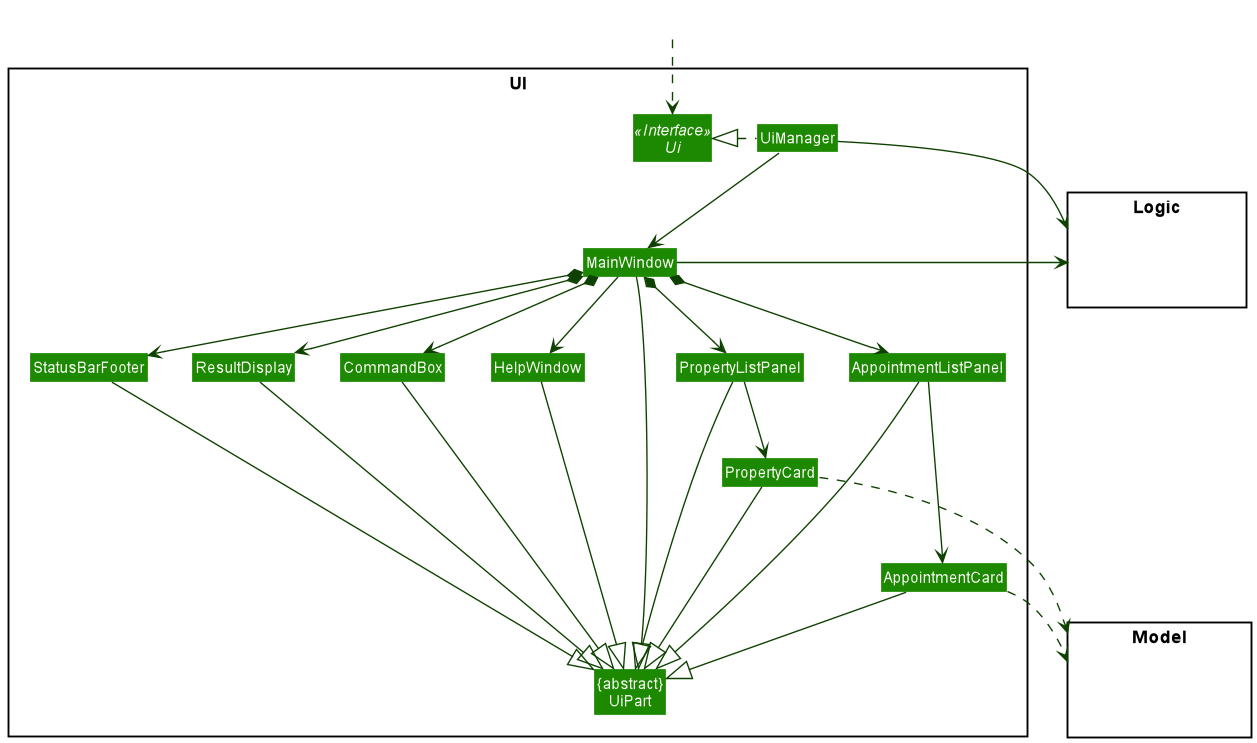 UI
«Interface»
Ui
UiManager
Logic
MainWindow
StatusBarFooter
ResultDisplay
CommandBox
HelpWindow
PropertyListPanel
AppointmentListPanel
PropertyCard
AppointmentCard
Model
{abstract}
UiPart